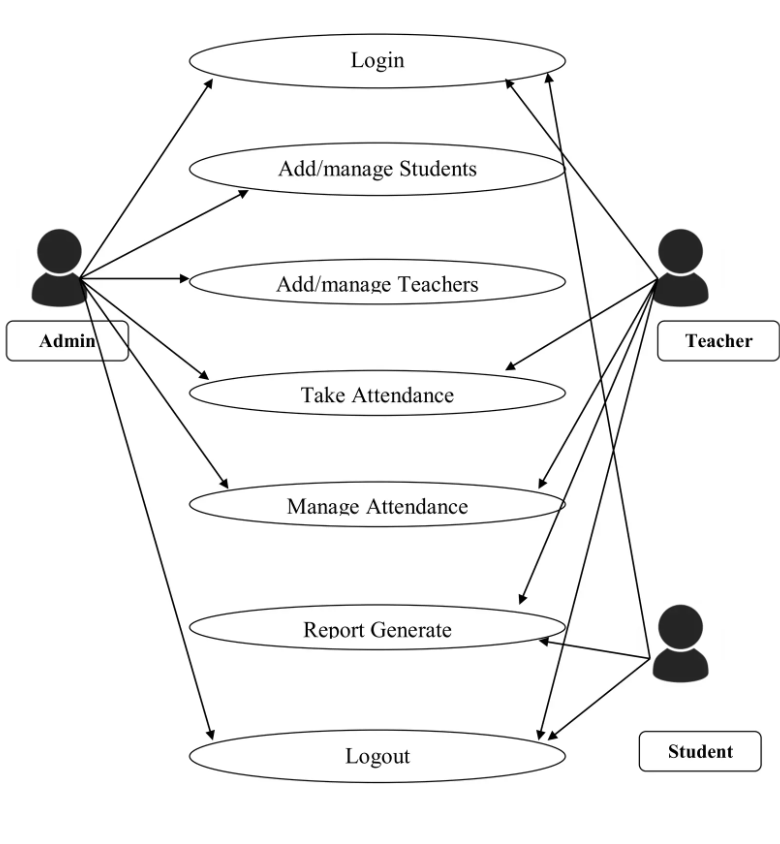 Login
Add/manage Students
Add/manage Teachers
Admin
Teacher
Take Attendance
Manage Attendance
Report Generate
Student
Logout